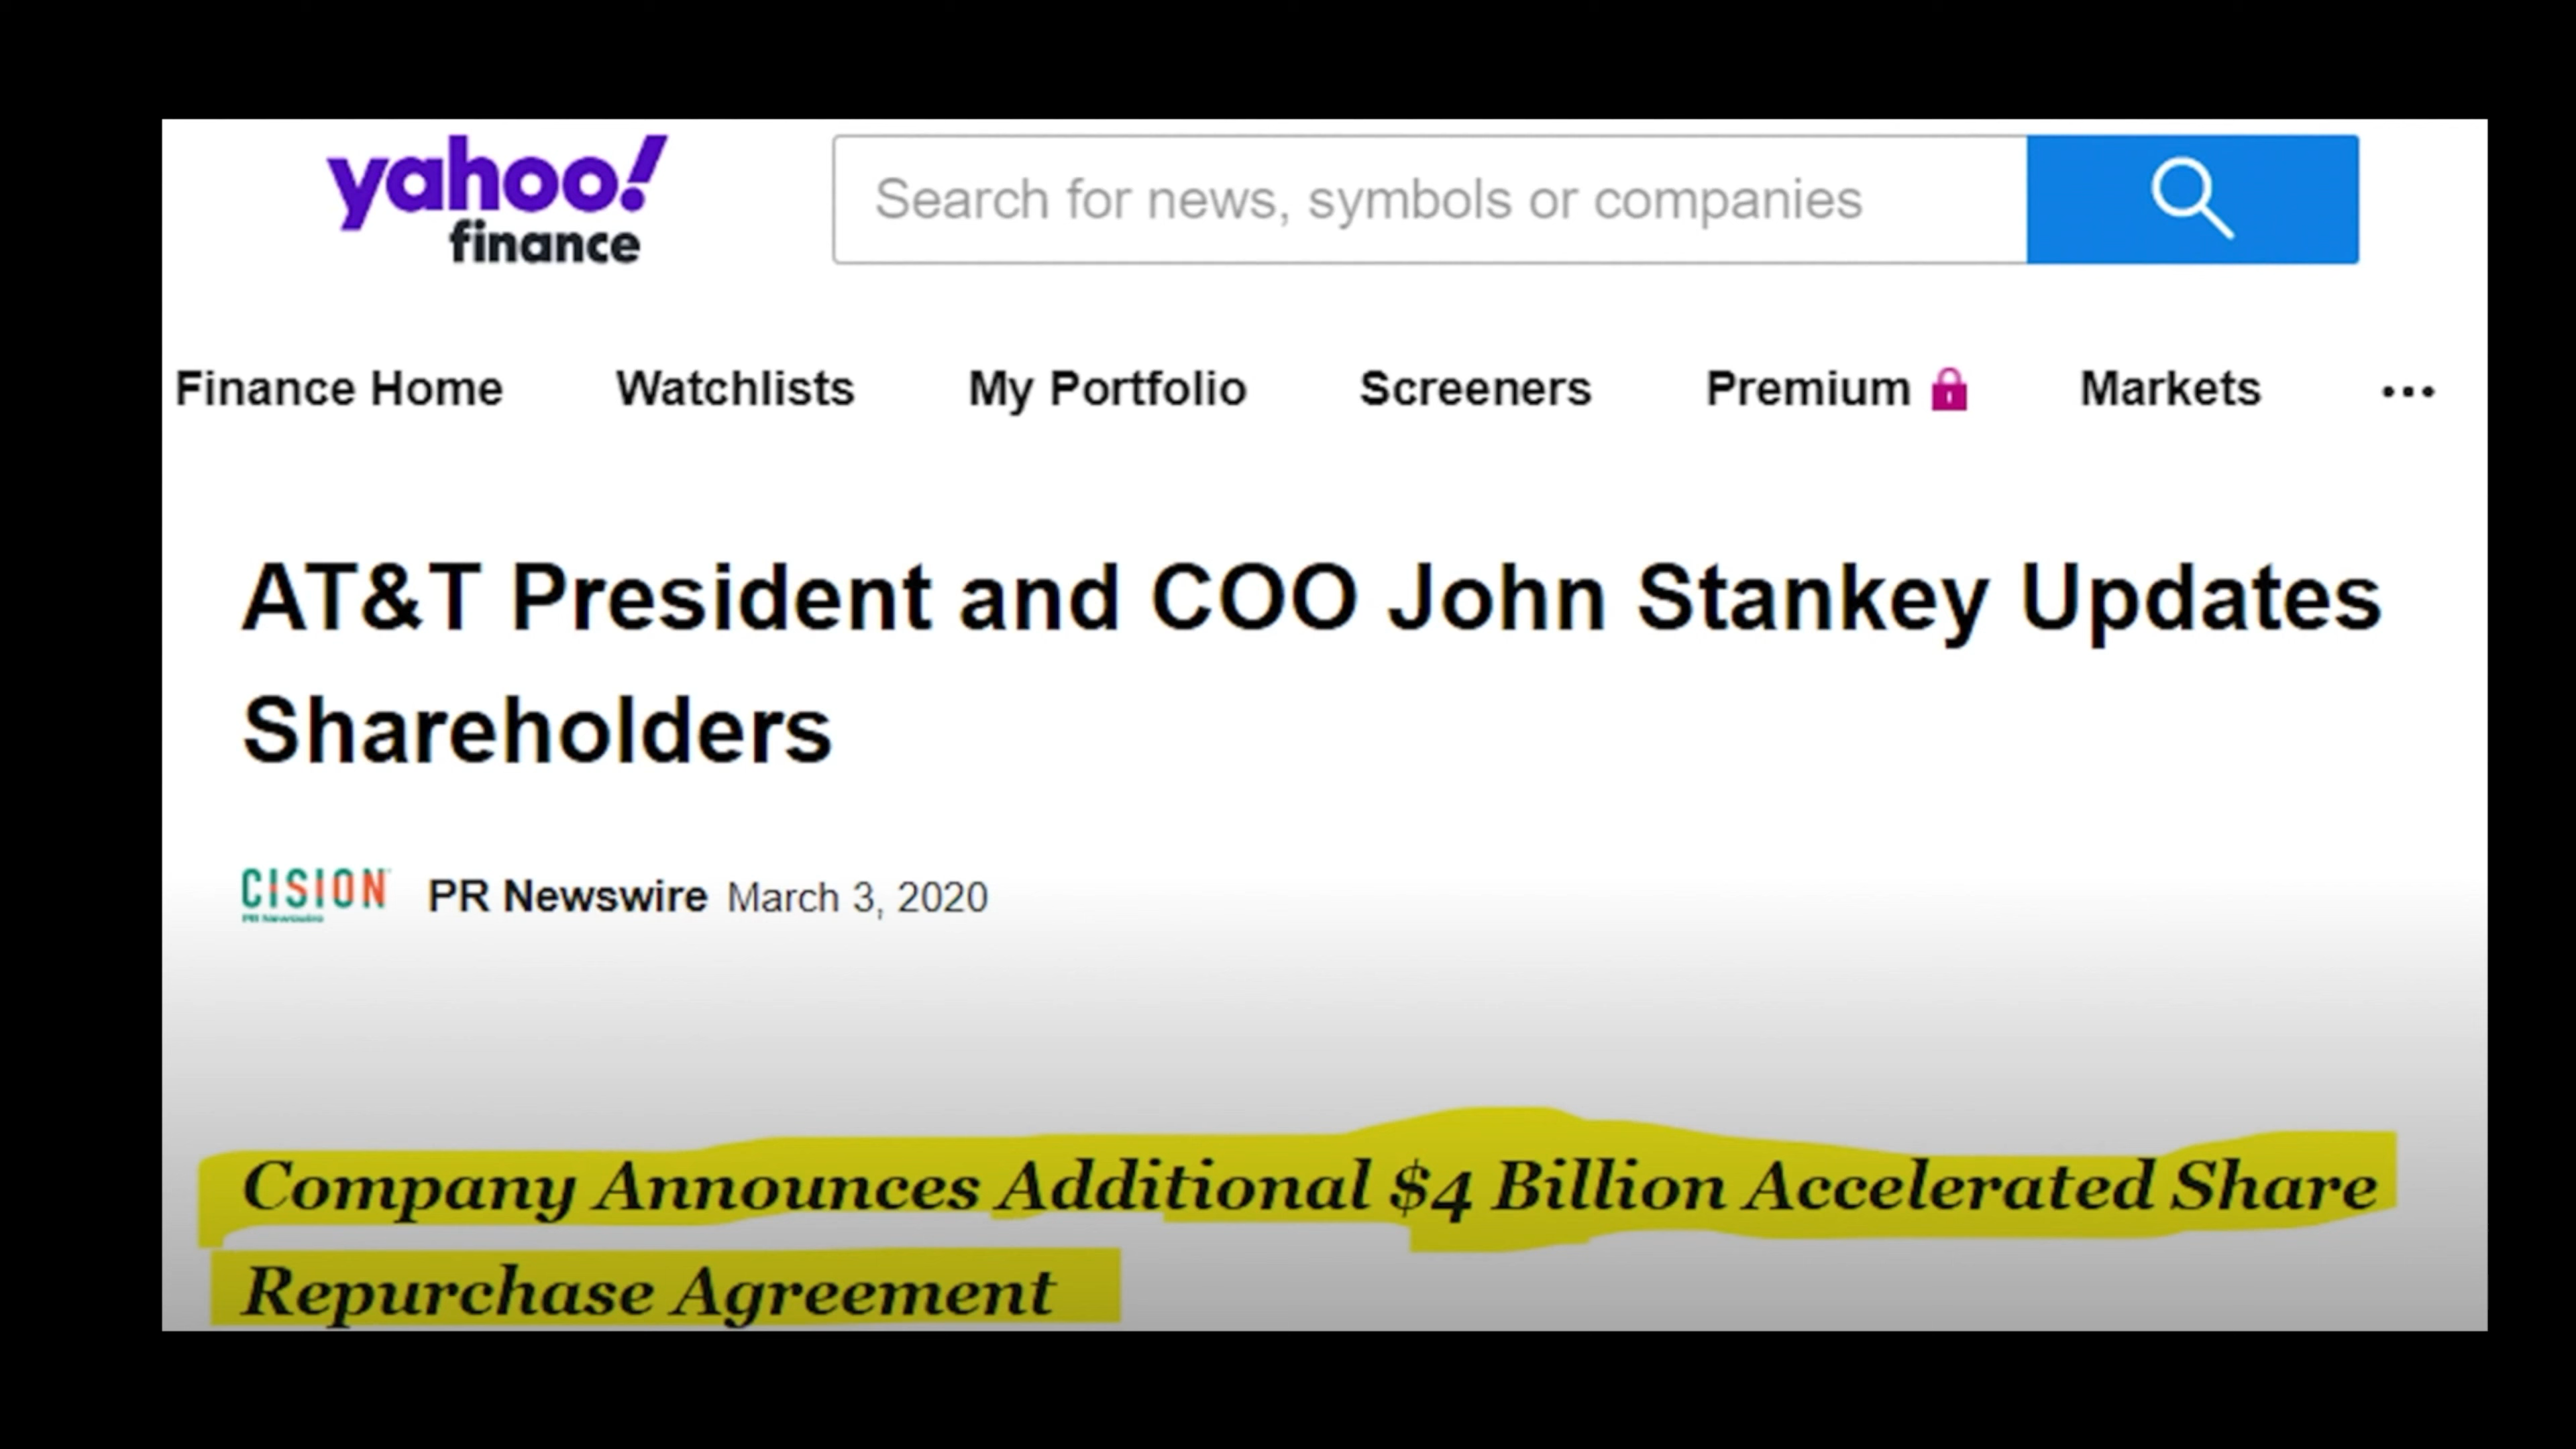 yahoo!
finance
Search for news, symbols or companies
Finance Home Watchlists My Portfolio Screeners Premium Markets ...
AT&T President and COO John Stankey Updates
Shareholders
CISION
PR Newswire
PR Newswire March 3, 2020
Company Announces Additional $4 Billion Accelerated Share
Repurchase Agreement